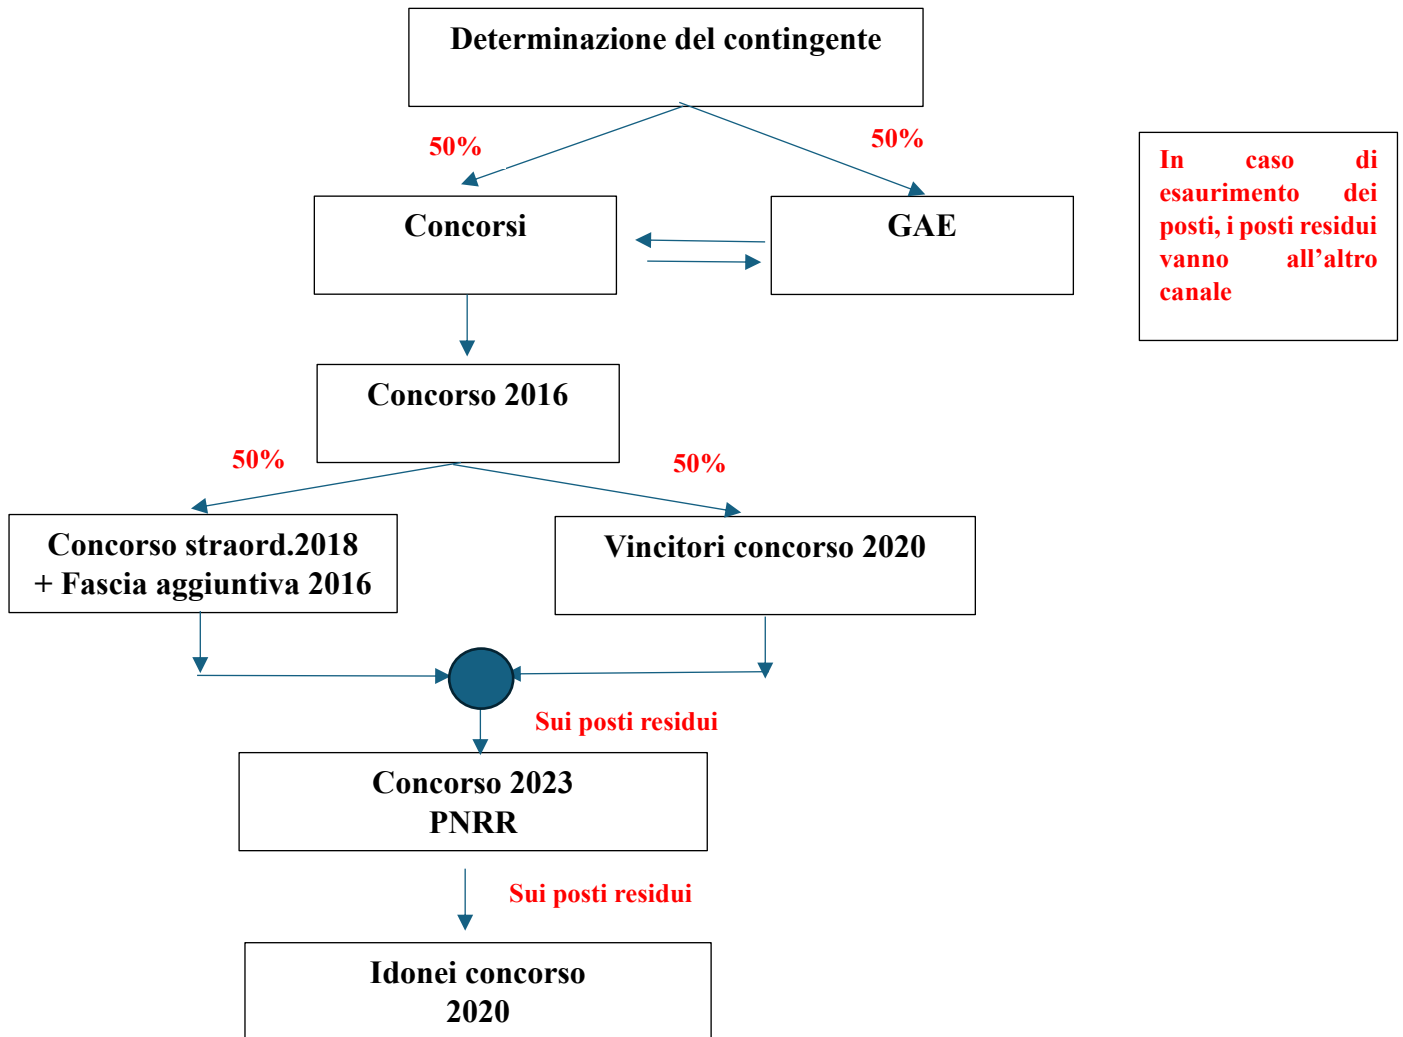 Determinazione del contingente
50%
50%
In caso di
esaurimento dei
posti, i posti residui
vanno all’altro
canale
Concorsi
GAE
Concorso 2016
50%
50%
Concorso straord.2018
+ Fascia aggiuntiva 2016
Vincitori concorso 2020
Sui posti residui
Concorso 2023
PNRR
Sui posti residui
Idonei concorso
2020